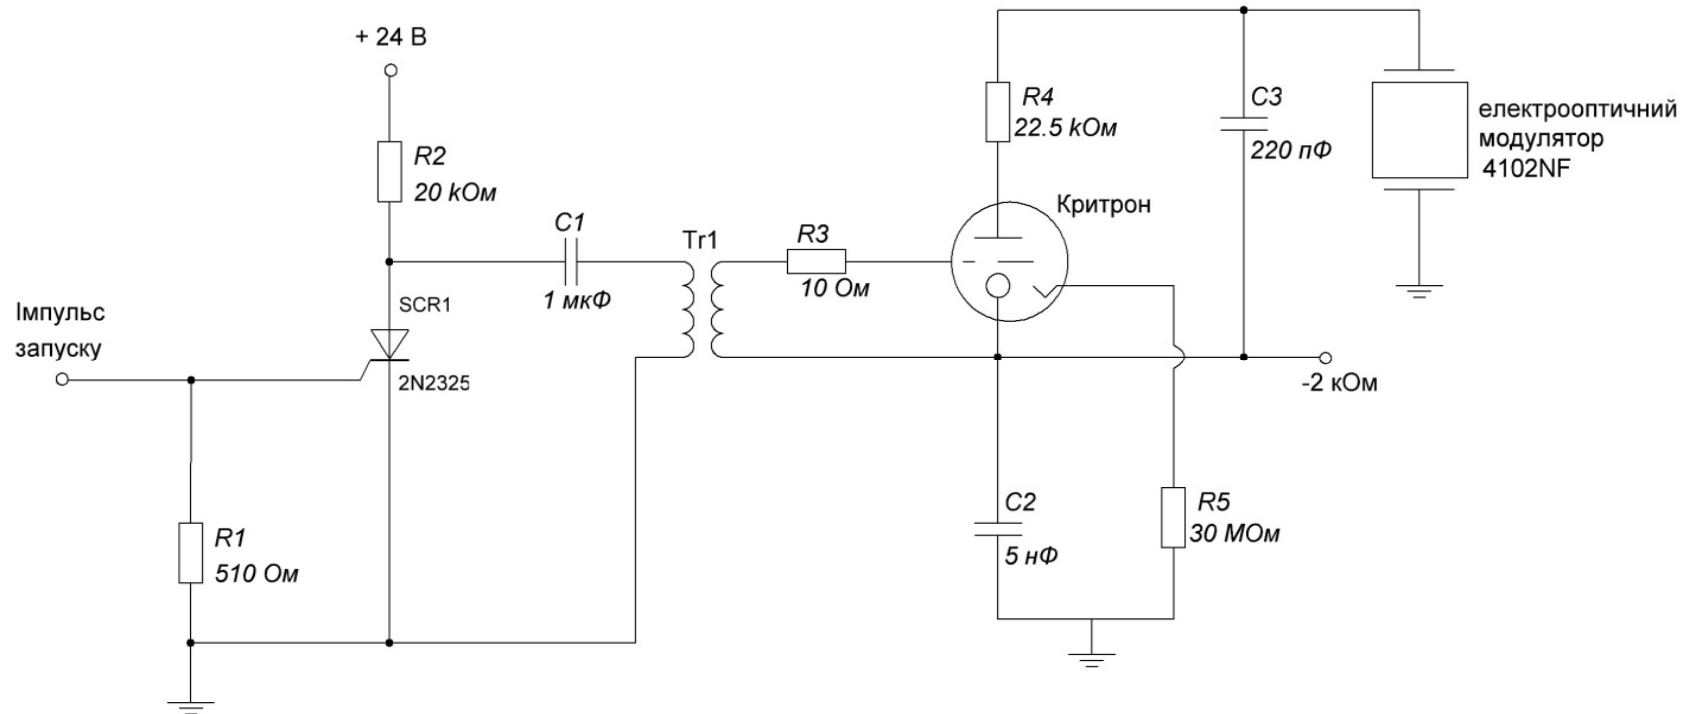 + 24 В
R2
20 kОм
C1
1 мкФ
SCR1
2N2325
Імпульс
запуску
R1
510 Ом
Tr1
R3
10 Ом
R4
22.5 kОм
Критрон
C3
220 пФ
електрооптичний
модулятор
4102NF
-2 кОм
C2
5 нФ
R5
30 МОм